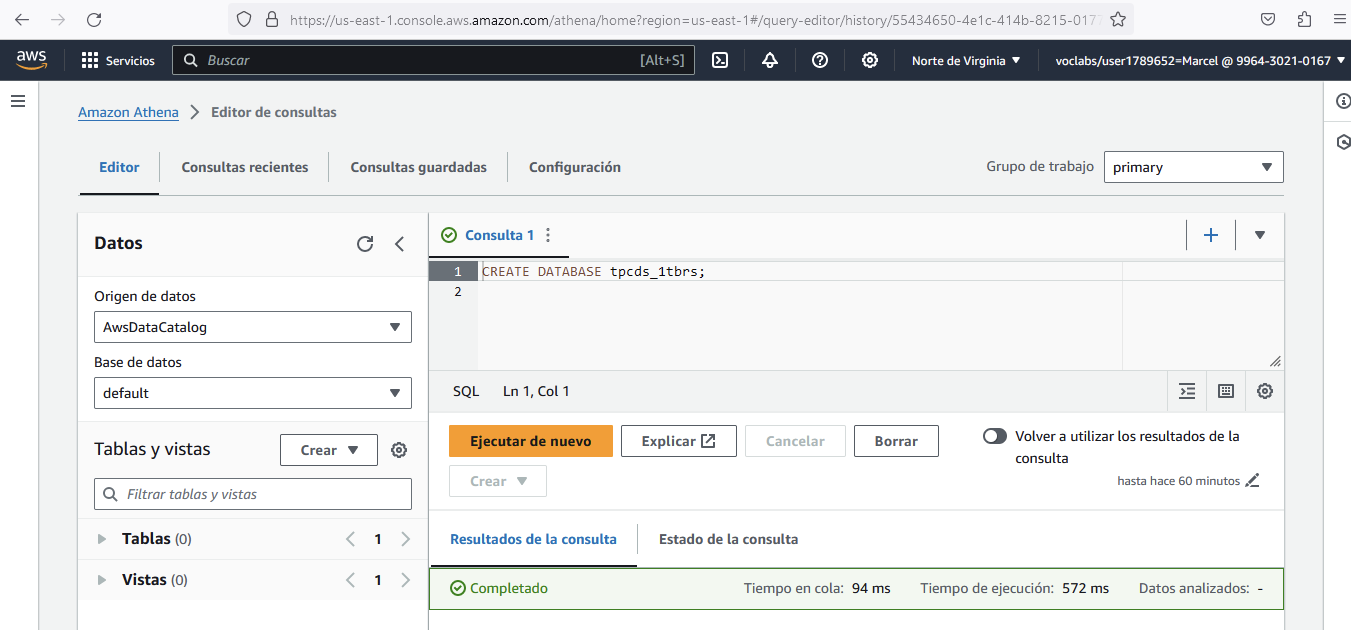 https://us-east-1.console.aws.amazon.com/athena/home?region=us-east-1#/query-editor/history/55434650-4e1c-414b-8215-0177
aws
Servicios
Buscar
[Alt+S]
Norte de Virginia
voclabs/user1789652=Marcel @ 9964-3021-0167
Amazon Athena
Editor de consultas
Editor
Consultas recientes
Consultas guardadas
Configuración
Grupo de trabajo
primary
Datos
Origen de datos
AwsDataCatalog
Base de datos
default
Tablas y vistas
Crear
Filtrar tablas y vistas
Tablas (0)
1
Vistas (0)
1
Consulta 1
1 CREATE DATABASE tpcds_1tbrs;
2
SQL
Ln 1, Col 1
Ejecutar de nuevo
Explicar
Cancelar
Borrar
Crear
Volver a utilizar los resultados de la
consulta
hasta hace 60 minutos
Resultados de la consulta
Estado de la consulta
Completado
Tiempo en cola: 94 ms
Tiempo de ejecución: 572 ms
Datos analizados: -